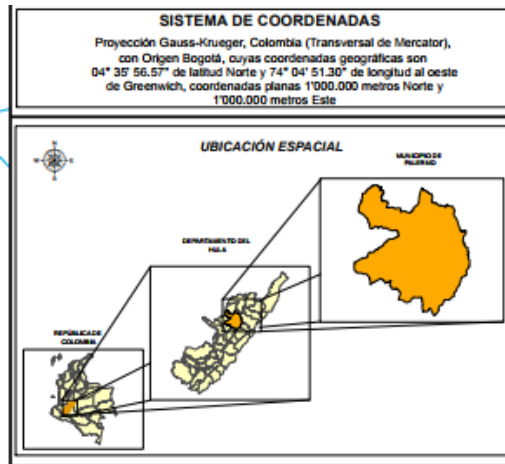 SISTEMA DE COORDENADAS
Proyección Gauss-Krueger, Colombia (Transversal de Mercator),
con Origen Bogotá, cuyas coordenadas geográficas son
04° 35' 56.57" de latitud Norte y 74° 04' 51.30" de longitud al oeste
de Greenwich, coordenadas planas 1'000.000 metros Norte y
1'000.000 metros Este
UBICACIÓN ESPACIAL
N
W
E
S
MUNICIPIO DE
PALERMO
DEPARTAMENTO DEL
HUILA
REPÚBLICA DE
COLOMBIA